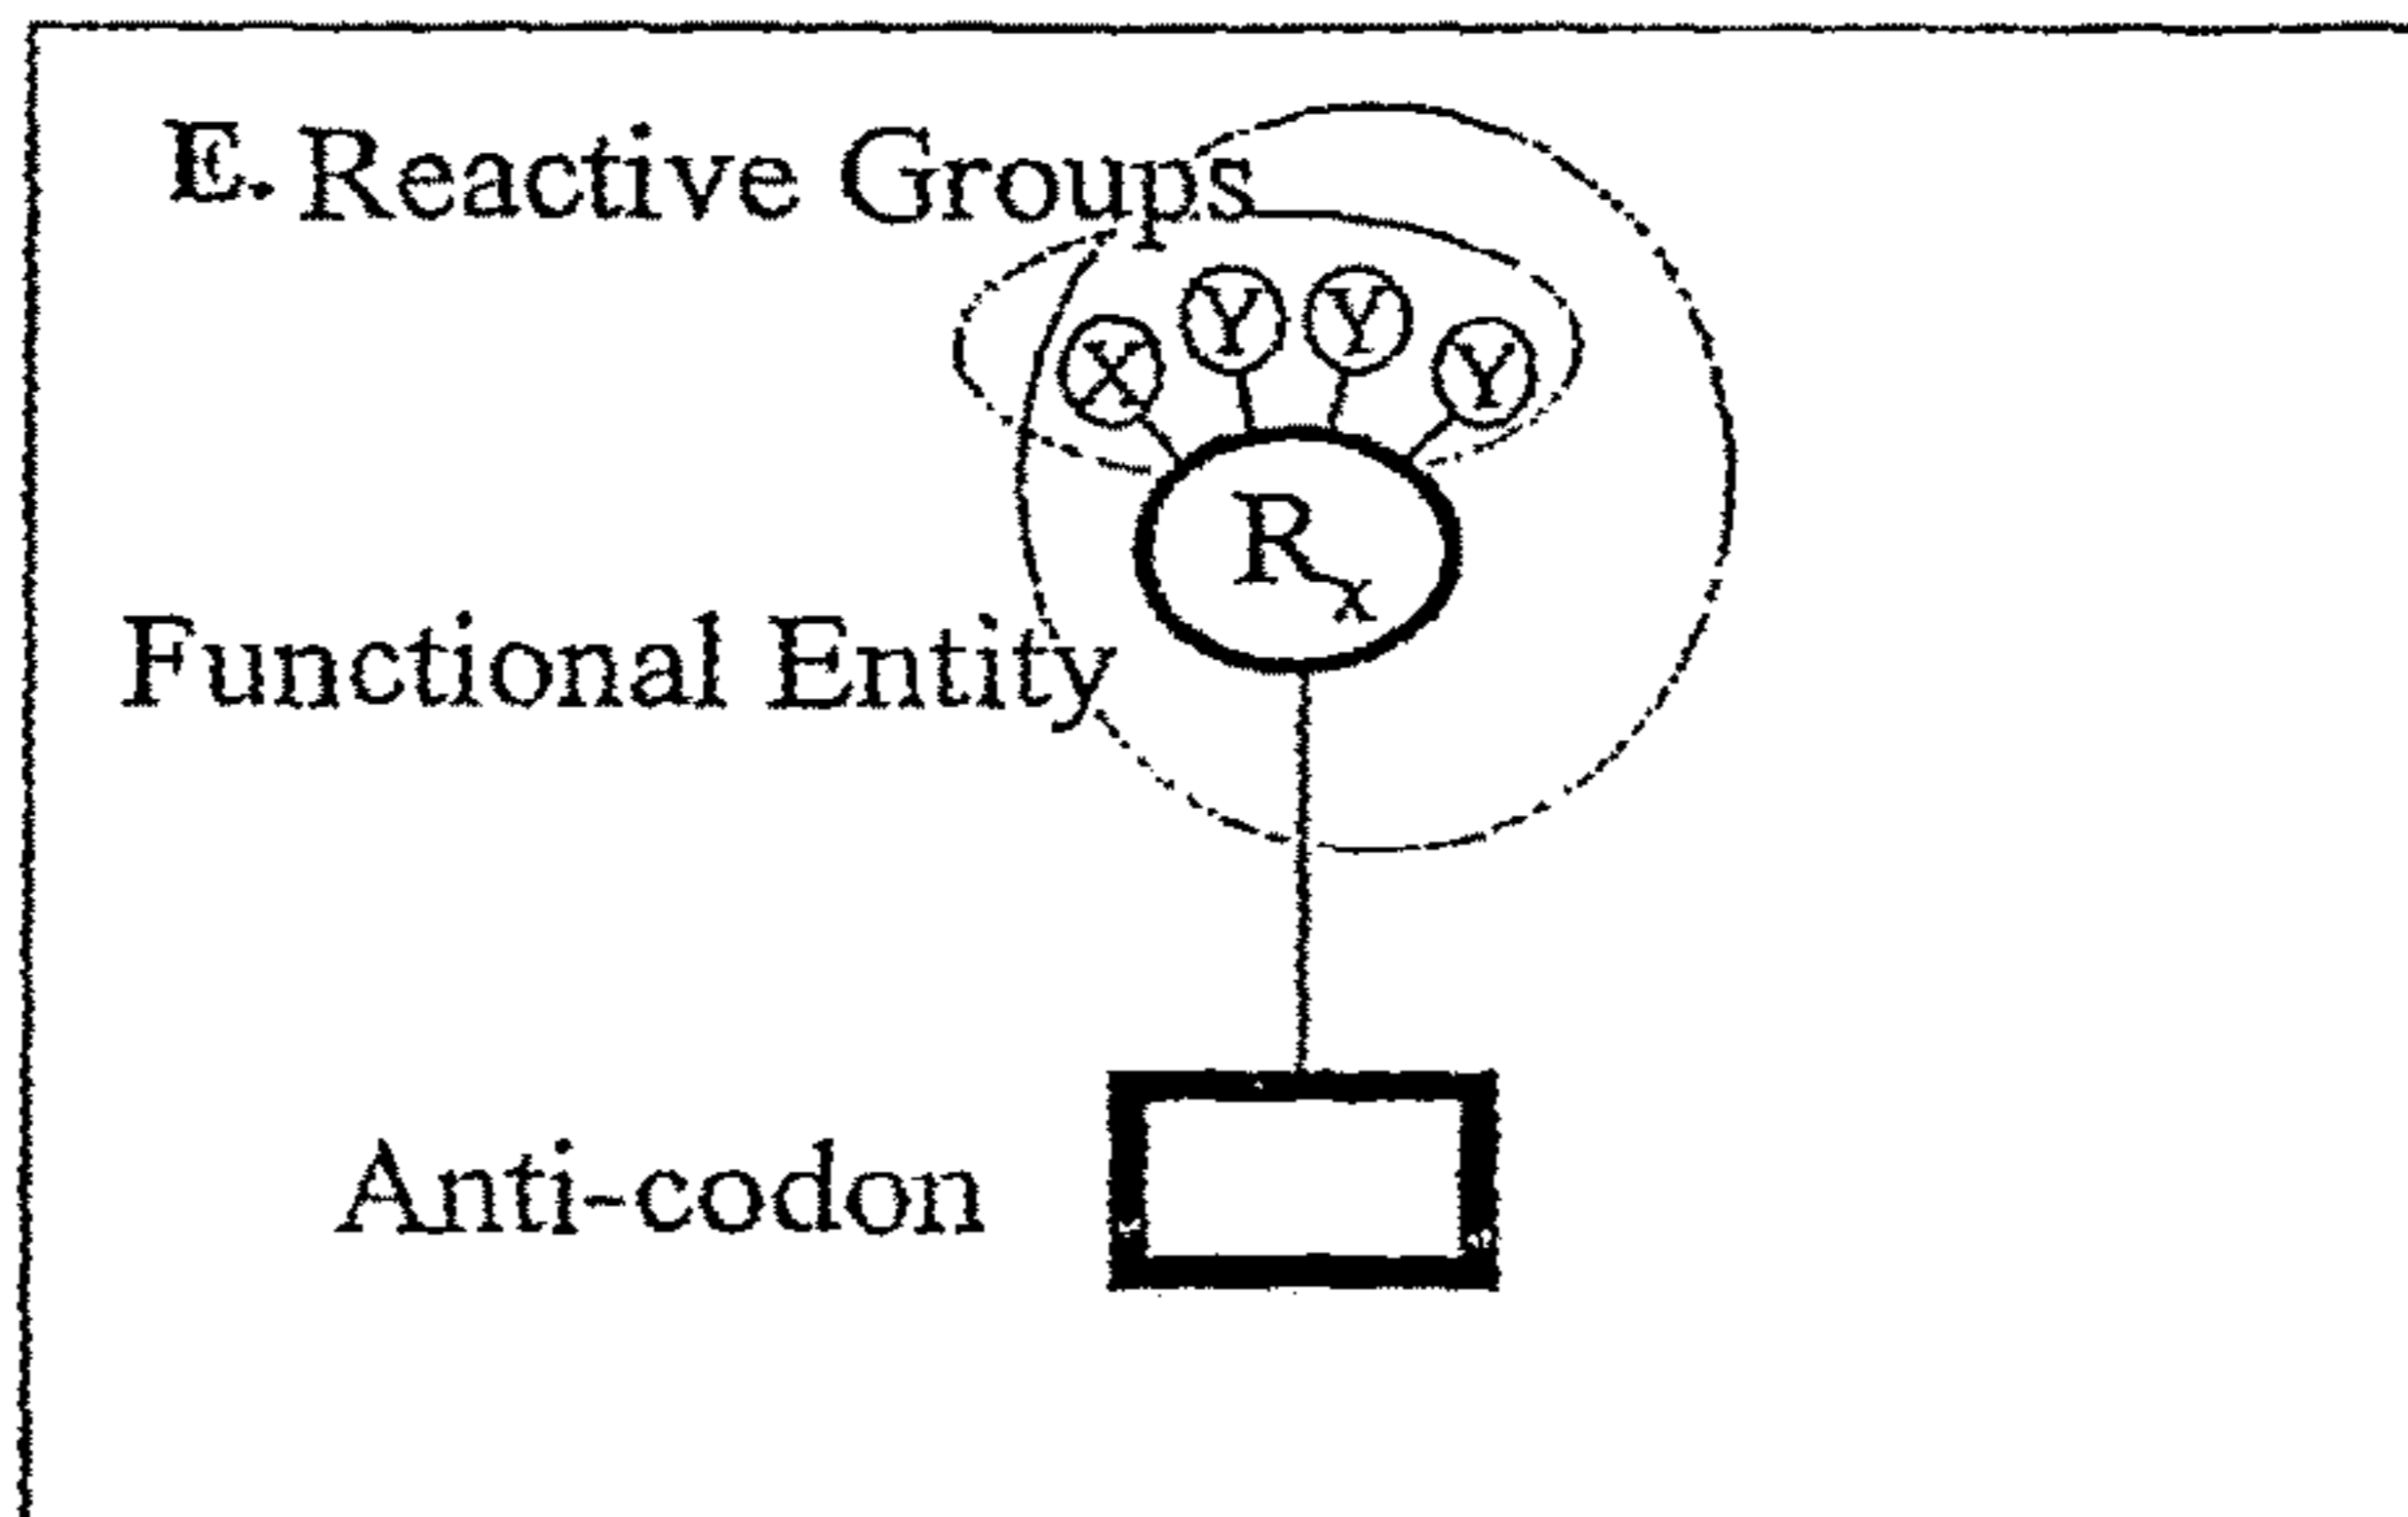 E. Reactive Groups
X Y Y Y
Rx
Functional Entity
Anti-codon